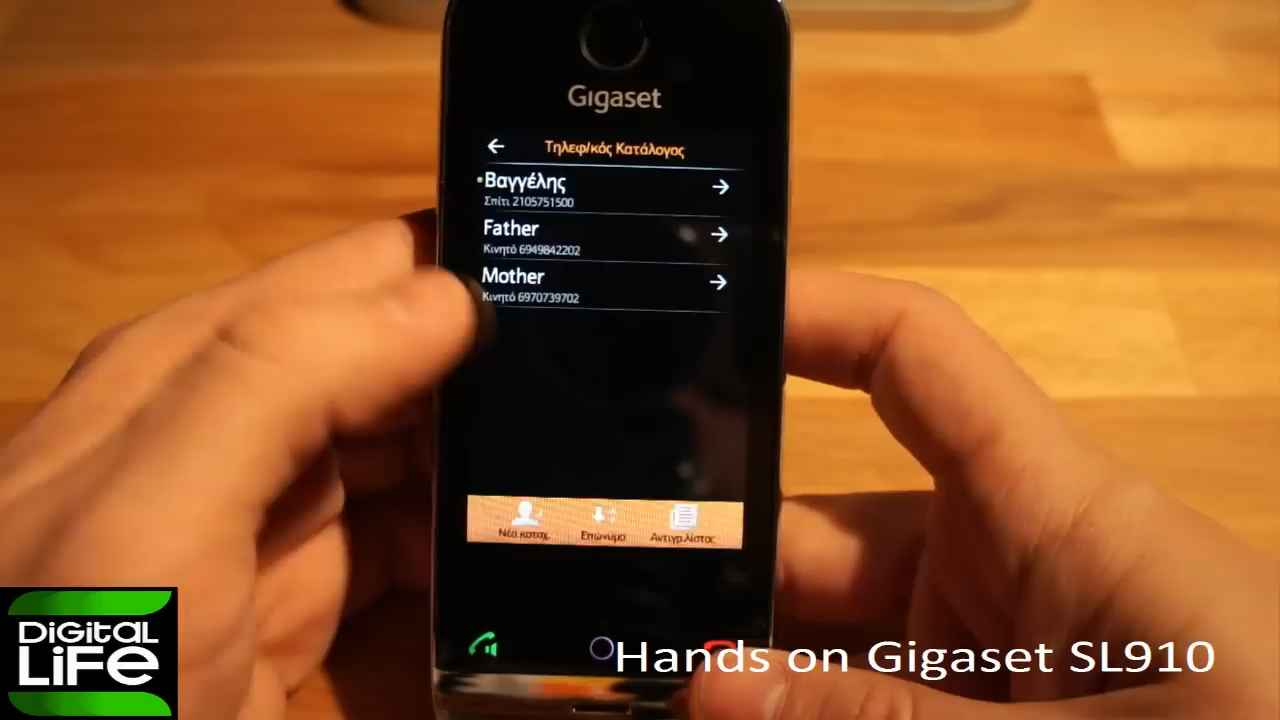 Gigaset
Τηλεφ/κός Κατάλογος
Βαγγέλης
Σπίτι 2105751500
Father
Κινητό 6949842202
Mother
Κινητό 6970739702
Νέα καταχ. Επώνυμο Αντιγρ.λίστας
DiGitaL
LiFe
Hands on Gigaset SL910